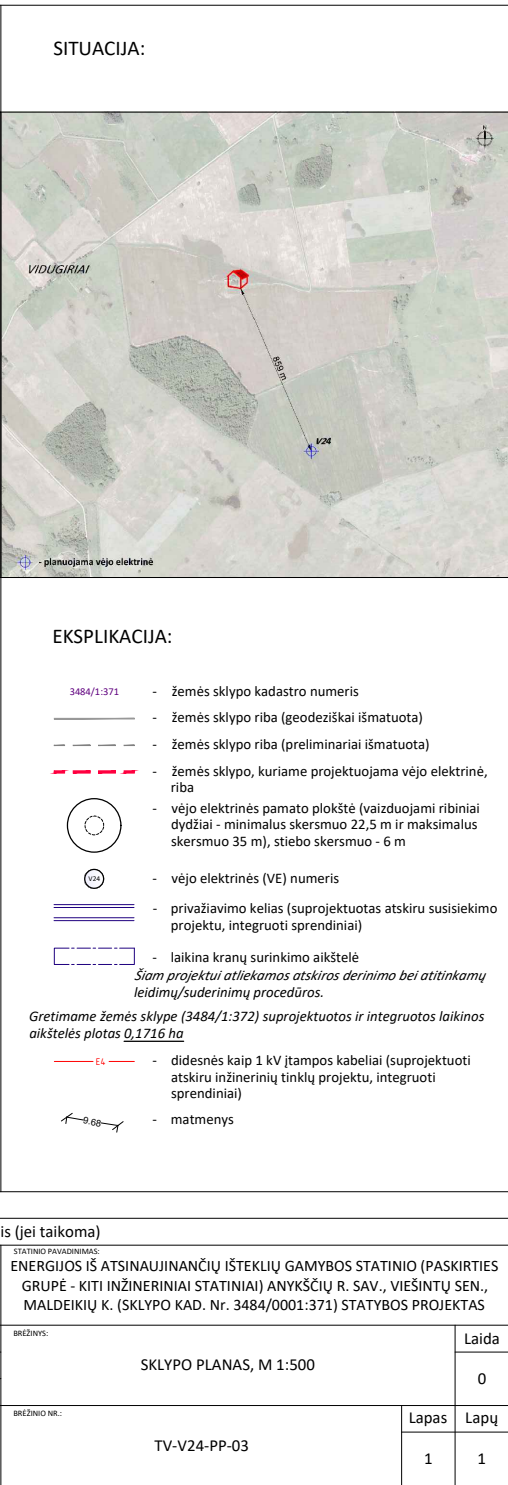 SITUACIJA:
N
VIDUGIRIAI
859 m
V24
- planuojama vėjo elektrinė
EKSPLIKACIJA:
3484/1:371 - žemės sklypo kadastro numeris
- žemės sklypo riba (geodeziškai išmatuota)
- žemės sklypo riba (preliminariai išmatuota)
- žemės sklypo, kuriame projektuojama vėjo elektrinė,
riba
- vėjo elektrinės pamato plokštė (vaizduojami ribiniai
dydžiai - minimalus skersmuo 22,5 m ir maksimalus
skersmuo 35 m), stiebo skersmuo - 6 m
V24 - vėjo elektrinės (VE) numeris
- privažiavimo kelias (suprojektuotas atskiru susisiekimo
projektu, integruoti sprendiniai)
- laikina kranų surinkimo aikštelė
Šiam projektui atliekamos atskiros derinimo bei atitinkamų
leidimų/suderinimų procedūros.
Gretimame žemės sklype (3484/1:372) suprojektuotos ir integruotos laikinos
aikštelės plotas 0,1716 ha
E4 - didesnės kaip 1 kV įtampos kabeliai (suprojektuoti
atskiru inžinerinių tinklų projektu, integruoti
sprendiniai)
9.68 - matmenys
is (jei taikoma)
STATINIO PAVADINIMAS:
ENERGIJOS IŠ ATSINAUJINANČIŲ IŠTEKLIŲ GAMYBOS STATINIO (PASKIRTIES
GRUPĖ - KITI INŽINERINIAI STATINIAI) ANYKŠČIŲ R. SAV., VIEŠINTŲ SEN.,
MALDEIKIŲ K. (SKLYPO KAD. Nr. 3484/0001:371) STATYBOS PROJEKTAS
BRĖŽINYS:
SKLYPO PLANAS, M 1:500
Laida
0
BRĖŽINIO NR.:
TV-V24-PP-03
Lapas Lapų
1 1